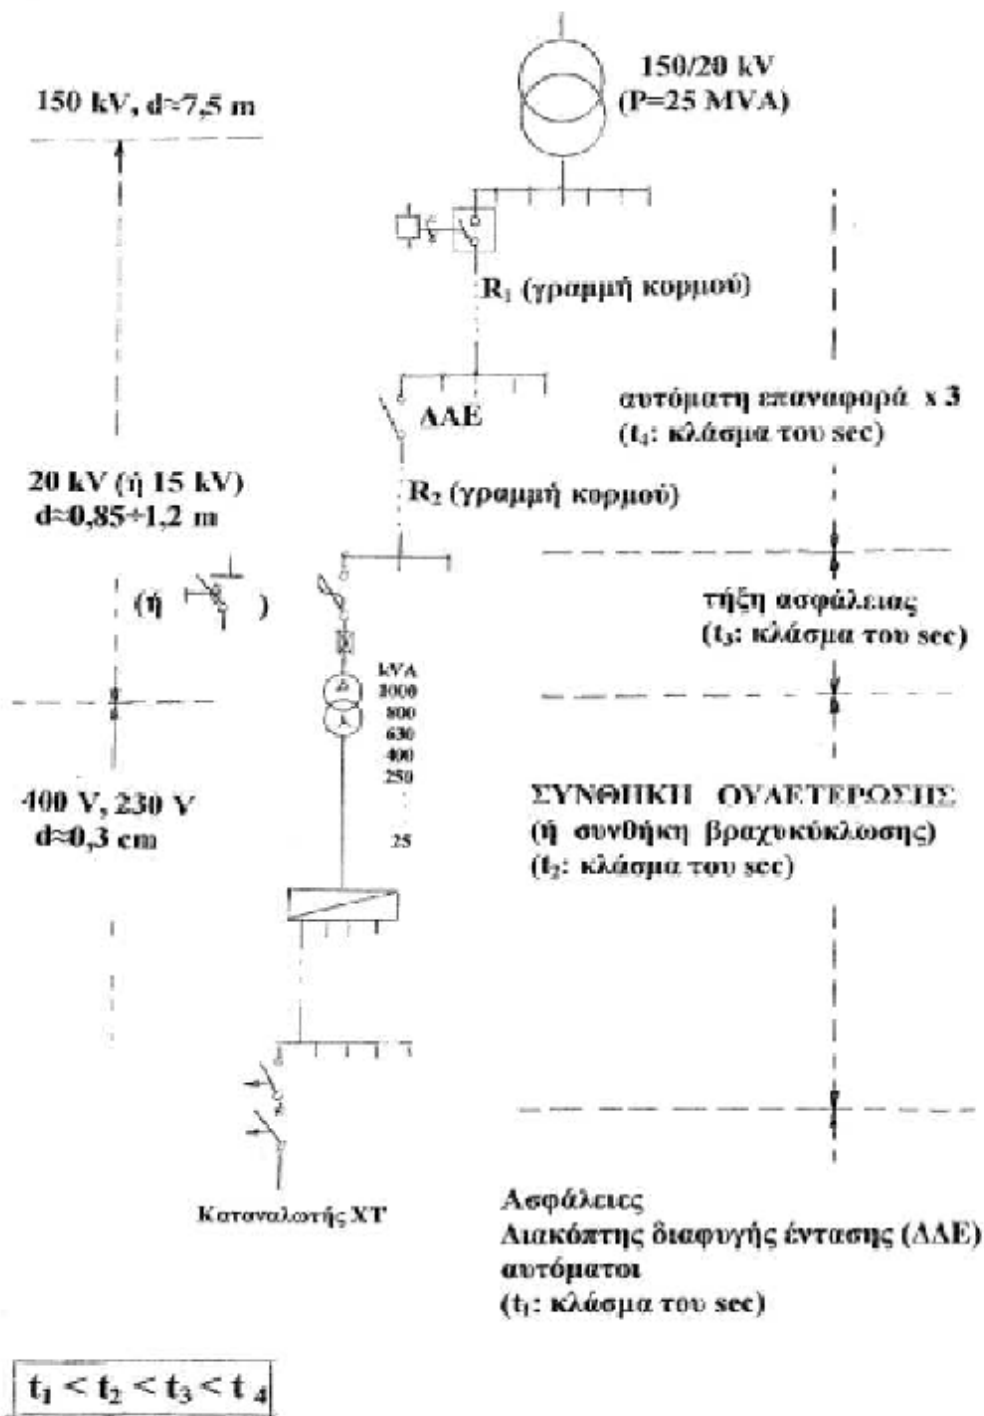 150/20 kV
(P=25 MVA)
150 kV, d≈7,5 m
R₁ (γραμμή κορμού)
ΔΑΕ
αυτόματη επαναφορά x 3
(t₄: κλάσμα του sec)
20 kV (ή 15 kV)
d≈0,85÷1,2 m
R₂ (γραμμή κορμού)
(ή )
τήξη ασφάλειας
(t₃: κλάσμα του sec)
kVA
1000
800
630
400
250
25
400 V, 230 V
d≈0,3 cm
ΣΥΝΘΗΚΗ ΟΥΔΕΤΕΡΩΣΗΣ
(ή συνθήκη βραχυκύκλωσης)
(t₂: κλάσμα του sec)
Καταναλωτής ΧΤ
Ασφάλειες
Διακόπτης διαφυγής έντασης (ΔΔΕ)
αυτόματοι
(t₁: κλάσμα του sec)
t₁ < t₂ < t₃ < t₄